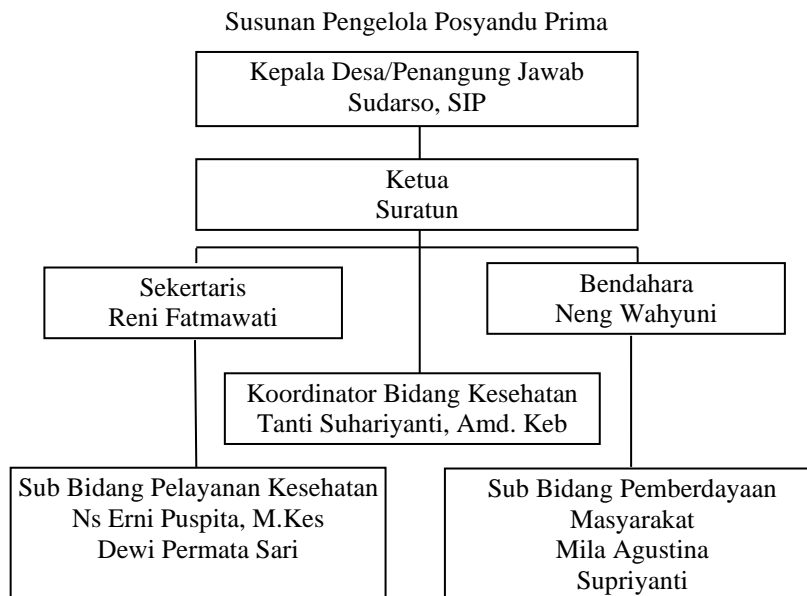 Susunan Pengelola Posyandu Prima
Kepala Desa/Penangung Jawab
Sudarso, SIP
Ketua
Suratun
Sekertaris
Reni Fatmawati
Bendahara
Neng Wahyuni
Koordinator Bidang Kesehatan
Tanti Suhariyanti, Amd. Keb
Sub Bidang Pelayanan Kesehatan
Ns Erni Puspita, M.Kes
Dewi Permata Sari
Sub Bidang Pemberdayaan
Masyarakat
Mila Agustina
Supriyanti